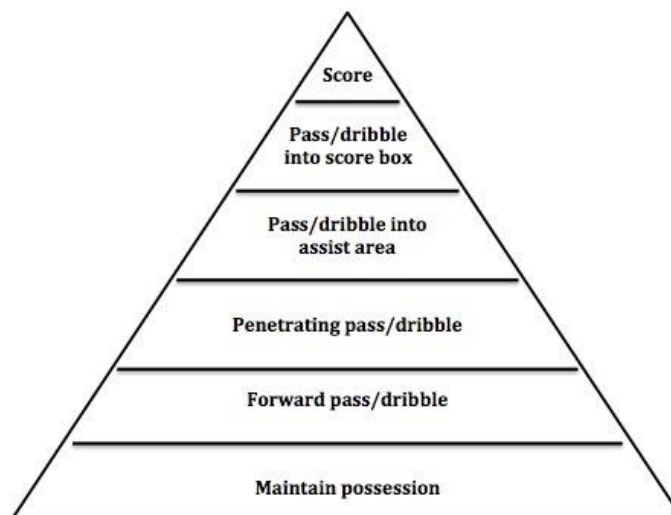 Score
Pass/dribble
into score box
Pass/dribble into
assist area
Penetrating pass/dribble
Forward pass/dribble
Maintain possession